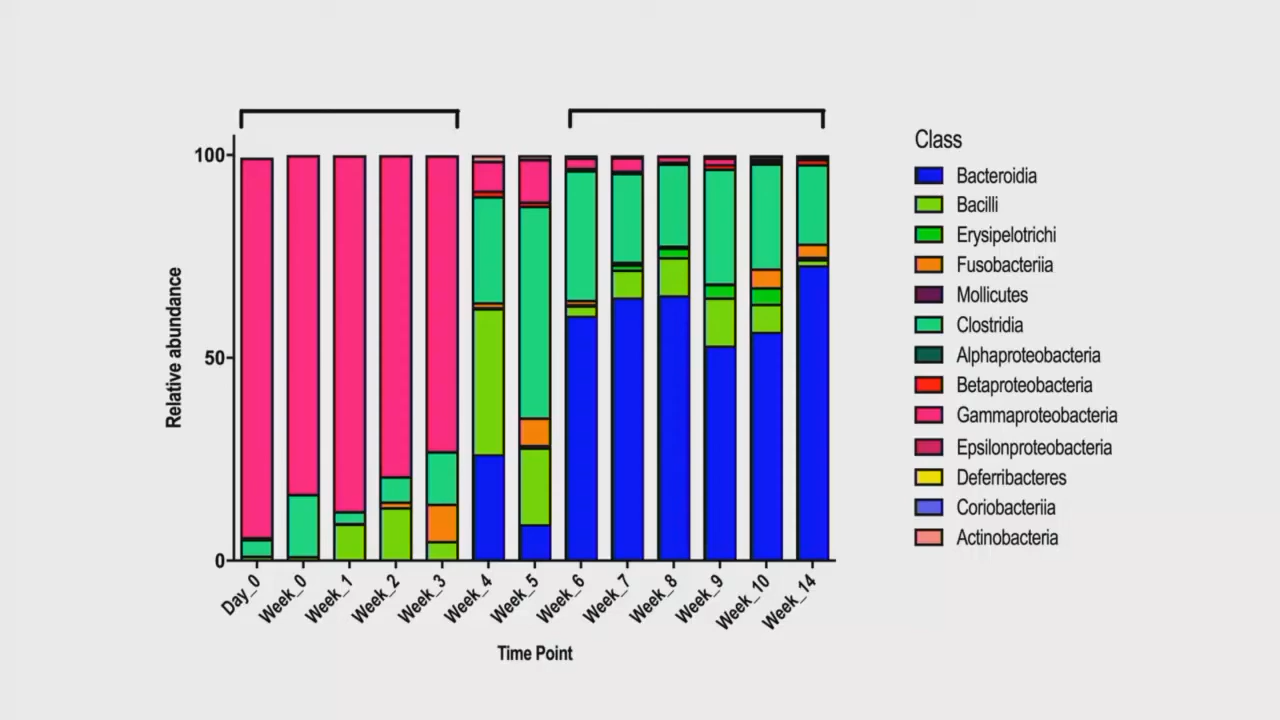 Class
Bacteroidia
Bacilli
Erysipelotrichi
Fusobacteriia
Mollicutes
Clostridia
Alphaproteobacteria
Betaproteobacteria
Gammaproteobacteria
Epsilonproteobacteria
Deferribacteres
Coriobacteriia
Actinobacteria
Relative abundance
100
50
0
Day_0
Week_0
Week_1
Week_2
Week_3
Week_4
Week_5
Week_6
Week_7
Week_8
Week_9
Week_10
Week_14
Time Point